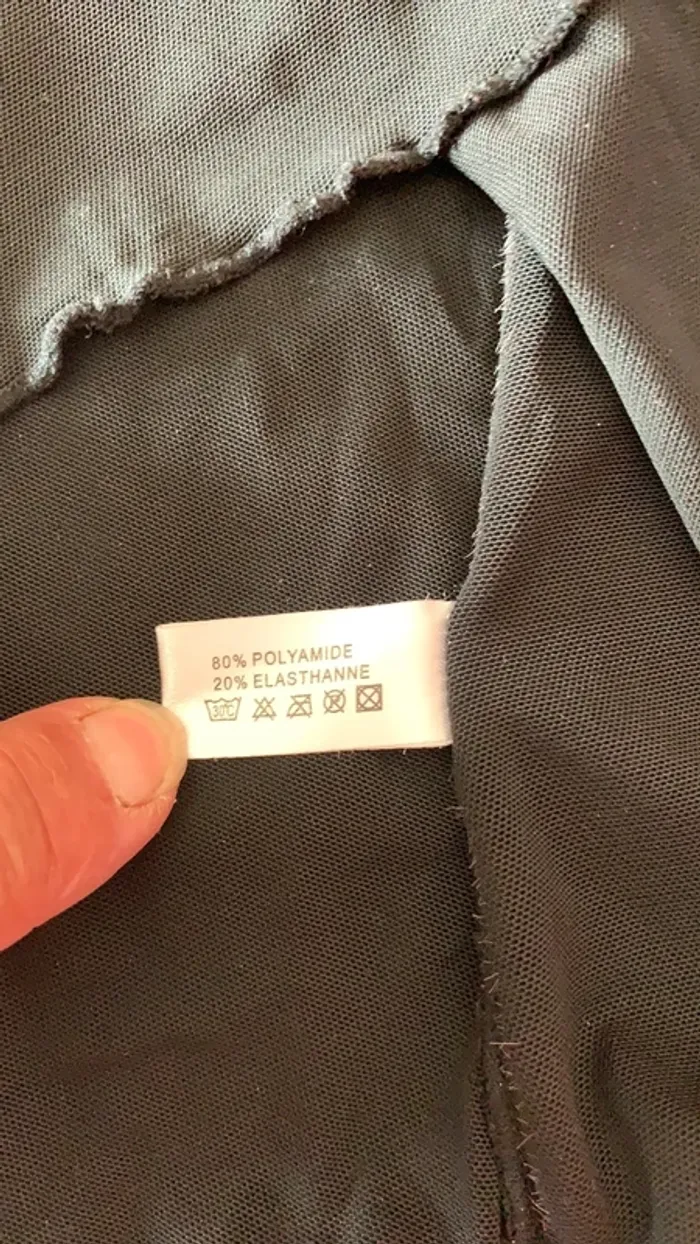 80% POLYAMIDE
20% ELASTHANNE
30°C